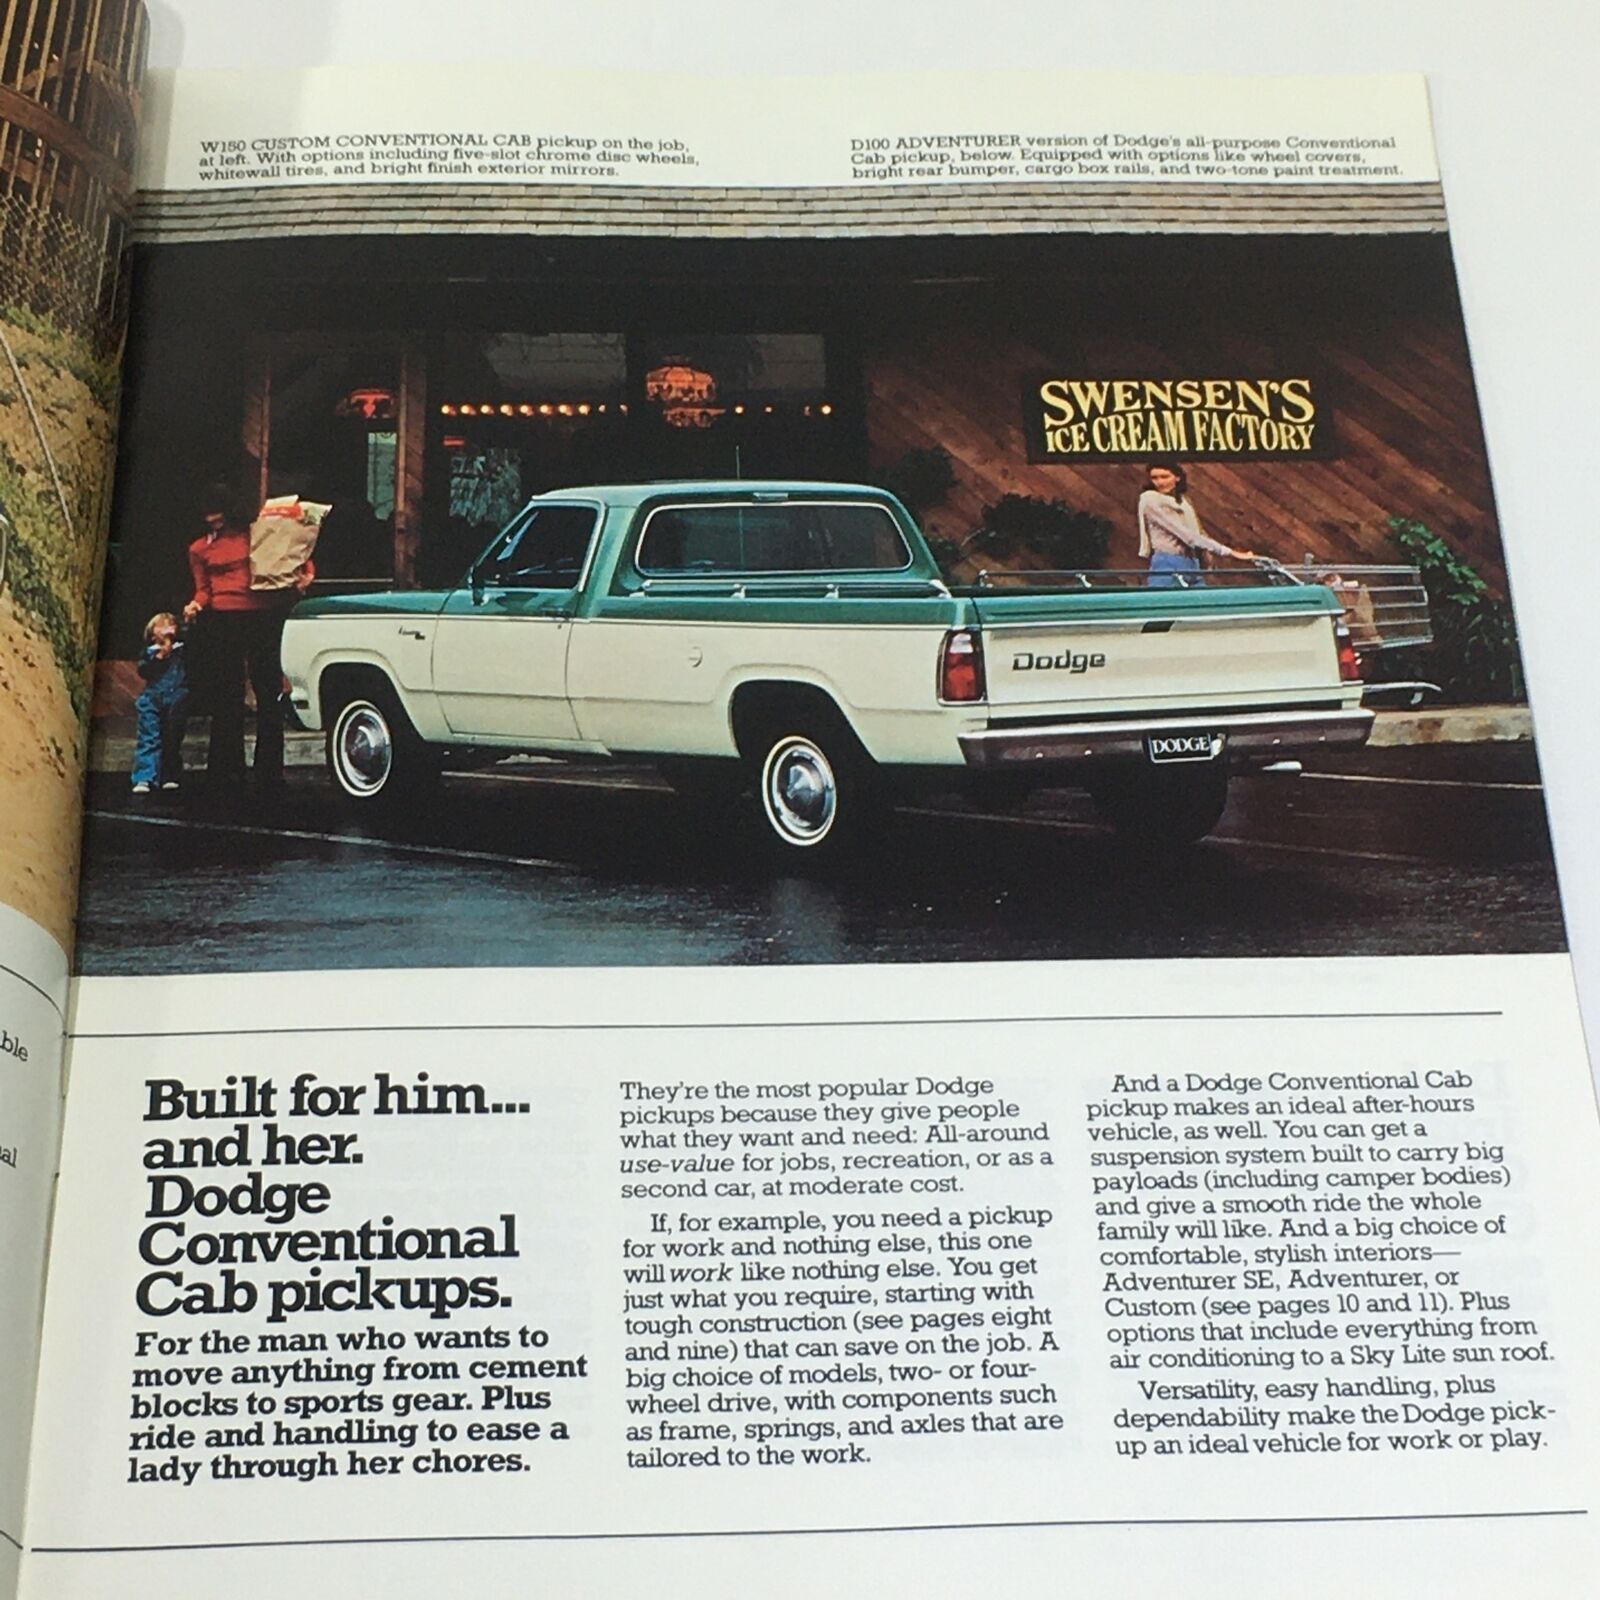 W150 CUSTOM CONVENTIONAL CAB pickup on the job,
at left. With options including five-slot chrome disc wheels,
whitewall tires, and bright finish exterior mirrors.
D100 ADVENTURER version of Dodge's all-purpose Conventional
Cab pickup, below. Equipped with options like wheel covers,
bright rear bumper, cargo box rails, and two-tone paint treatment.
SWENSEN'S
ICE CREAM FACTORY
Dodge
DODGE
ble
al
Built for him...
and her.
Dodge
Conventional
Cab pickups.
For the man who wants to
move anything from cement
blocks to sports gear. Plus
ride and handling to ease a
lady through her chores.
They're the most popular Dodge
pickups because they give people
what they want and need: All-around
use-value for jobs, recreation, or as a
second car, at moderate cost.
If, for example, you need a pickup
for work and nothing else, this one
will work like nothing else. You get
just what you require, starting with
tough construction (see pages eight
and nine) that can save on the job. A
big choice of models, two- or four-
wheel drive, with components such
as frame, springs, and axles that are
tailored to the work.
And a Dodge Conventional Cab
pickup makes an ideal after-hours
vehicle, as well. You can get a
suspension system built to carry big
payloads (including camper bodies)
and give a smooth ride the whole
family will like. And a big choice of
comfortable, stylish interiors—
Adventurer SE, Adventurer, or
Custom (see pages 10 and 11). Plus
options that include everything from
air conditioning to a Sky Lite sun roof.
Versatility, easy handling, plus
dependability make the Dodge pick-
up an ideal vehicle for work or play.